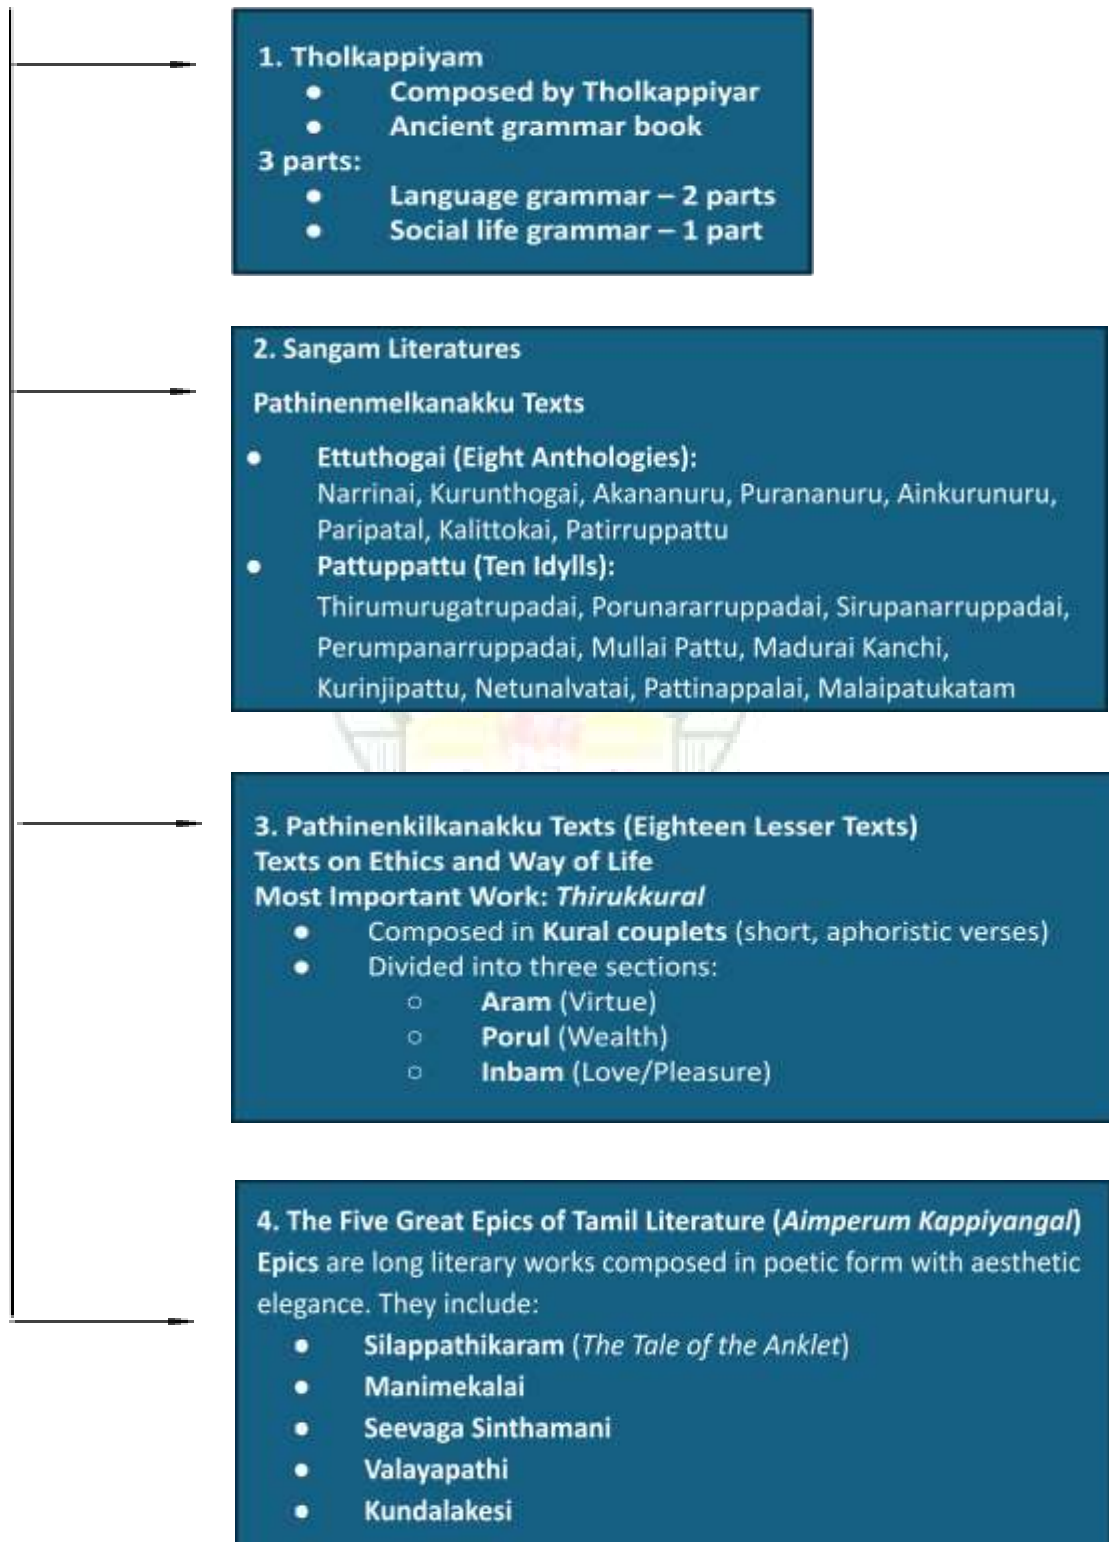 1. Tholkappiyam
● Composed by Tholkappiyar
● Ancient grammar book
3 parts:
● Language grammar – 2 parts
● Social life grammar – 1 part
2. Sangam Literatures
Pathinenmelkanakku Texts
● Ettuthogai (Eight Anthologies):
Narrinai, Kurunthogai, Akananuru, Purananuru, Ainkurunuru,
Paripatal, Kalittokai, Patirruppattu
● Pattuppattu (Ten Idylls):
Thirumurugatrupadai, Porunararruppadai, Sirupanarruppadai,
Perumpanarruppadai, Mullai Pattu, Madurai Kanchi,
Kurinjipattu, Netunalvatai, Pattinappalai, Malaipatukatam
3. Pathinenkilkanakku Texts (Eighteen Lesser Texts)
Texts on Ethics and Way of Life
Most Important Work: Thirukkural
● Composed in Kural couplets (short, aphoristic verses)
● Divided into three sections:
○ Aram (Virtue)
○ Porul (Wealth)
○ Inbam (Love/Pleasure)
4. The Five Great Epics of Tamil Literature (Aimperum Kappiyangal)
Epics are long literary works composed in poetic form with aesthetic
elegance. They include:
● Silappathikaram (The Tale of the Anklet)
● Manimekalai
● Seevaga Sinthamani
● Valayapathi
● Kundalakesi